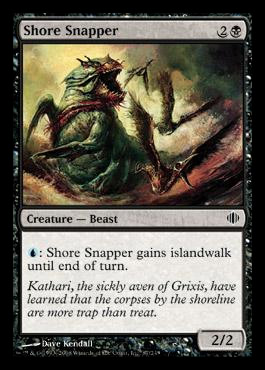 Shore Snapper 2
Creature — Beast
: Shore Snapper gains islandwalk
until end of turn.
Kathari, the sickly aven of Grixis, have
learned that the corpses by the shoreline
are more trap than treat.
Dave Kendall
2/2